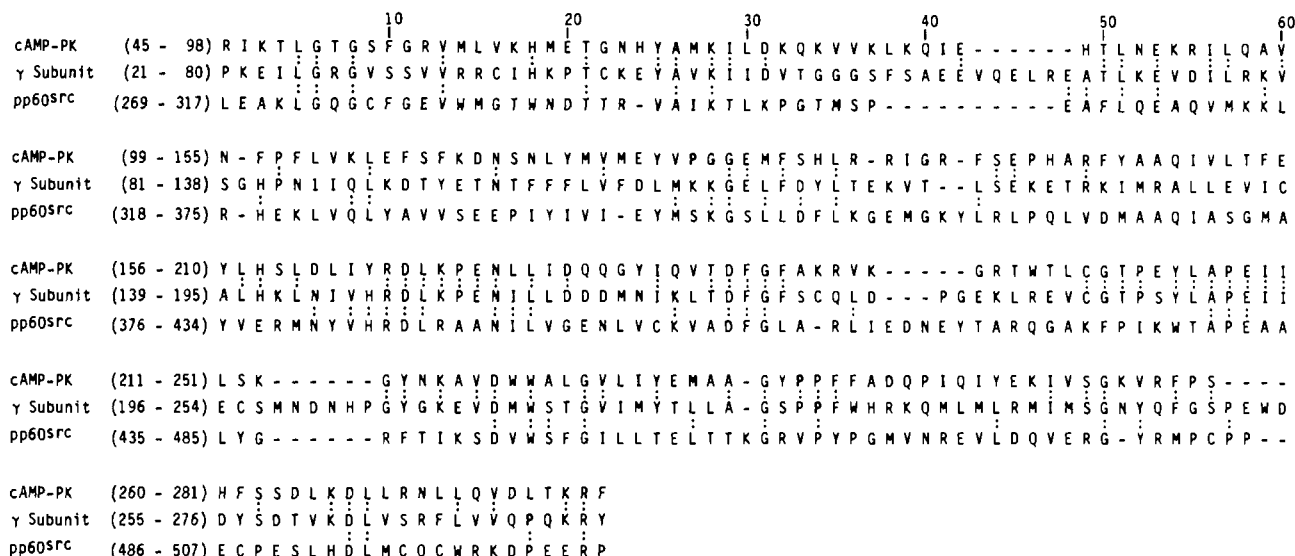 10 20 30 40 50 60
cAMP-PK (45 - 98) R I K T L G T G S F G R V M L V K H M E T G N H Y A M K I L D K Q K V V K L K Q I E - - - - - - H T L N E K R I L Q A V
γ Subunit (21 - 80) P K E I L G R G V S S V V R R C I H K P T C K E Y A V K I I D V T G G G S F S A E E V Q E L R E A T L K E V D I L R K V
pp60src (269 - 317) L E A K L G Q G C F G E V W M G T W N D T T R - V A I K T L K P G T M S P - - - - - - - - - - E A F L Q E A Q V M K K L
cAMP-PK (99 - 155) N - F P F L V K L E F S F K D N S N L Y M V M E Y V P G G E M F S H L R - R I G R - F S E P H A R F Y A A Q I V L T F E
γ Subunit (81 - 138) S G H P N I I Q L K D T Y E T N T F F F L V F D L M K K G E L F D Y L T E K V T - - L S E K E T R K I M R A L L E V I C
pp60src (318 - 375) R - H E K L V Q L Y A V V S E E P I Y I V I - E Y M S K G S L L D F L K G E M G K Y L R L P Q L V D M A A Q I A S G M A
cAMP-PK (156 - 210) Y L H S L D L I Y R D L K P E N L L I D Q Q G Y I Q V T D F G F A K R V K - - - - - G R T W T L C G T P E Y L A P E I I
γ Subunit (139 - 195) A L H K L N I V H R D L K P E N I L L D D D M N I K L T D F G F S C Q L D - - - P G E K L R E V C G T P S Y L A P E I I
pp60src (376 - 434) Y V E R M N Y V H R D L R A A N I L V G E N L V C K V A D F G L A - R L I E D N E Y T A R Q G A K F P I K W T A P E A A
cAMP-PK (211 - 251) L S K - - - - - - G Y N K A V D W W A L G V L I Y E M A A - G Y P P F F A D Q P I Q I Y E K I V S G K V R F P S - - - -
γ Subunit (196 - 254) E C S M N D N H P G Y G K E V D M W S T G V I M Y T L L A - G S P P F W H R K Q M L M L R M I M S G N Y Q F G S P E W D
pp60src (435 - 485) L Y G - - - - - - R F T I K S D V W S F G I L L T E L T T K G R V P Y P G M V N R E V L D Q V E R G - Y R M P C P P - -
cAMP-PK (260 - 281) H F S S D L K D L L R N L L Q V D L T K R F
γ Subunit (255 - 276) D Y S D T V K D L V S R F L V V Q P Q K R Y
pp60src (486 - 507) E C P E S L H D L M C Q C W R K D P E E R P